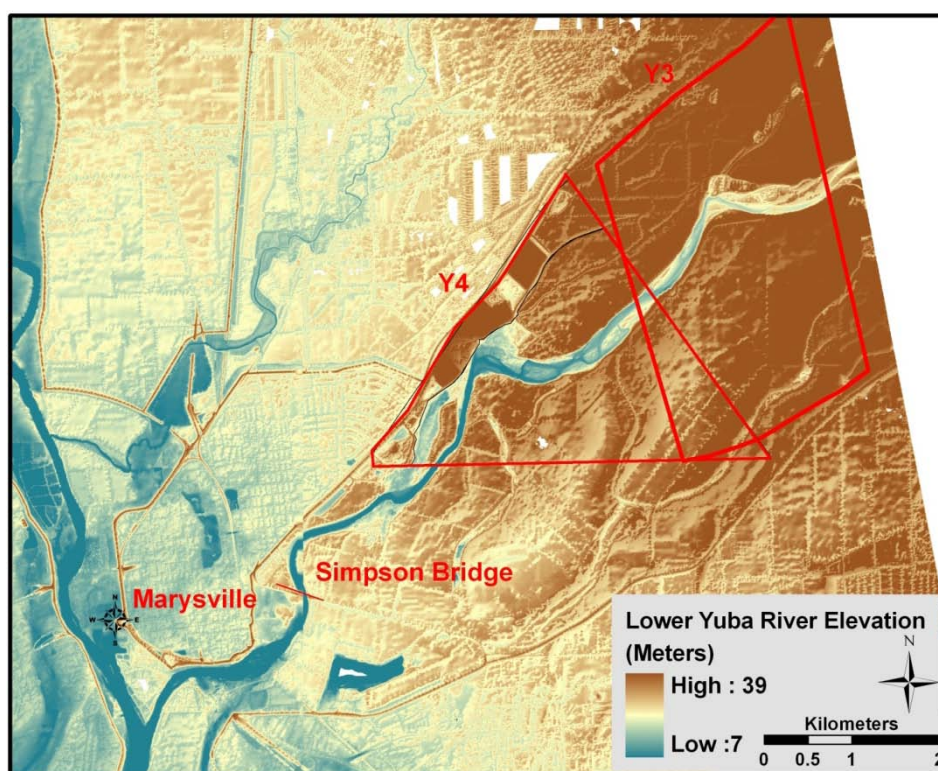 Y3
Y4
Simpson Bridge
Marysville
N
W E
S
Lower Yuba River Elevation
(Meters)
N
High : 39
Low :7
Kilometers
0 0.5 1 2